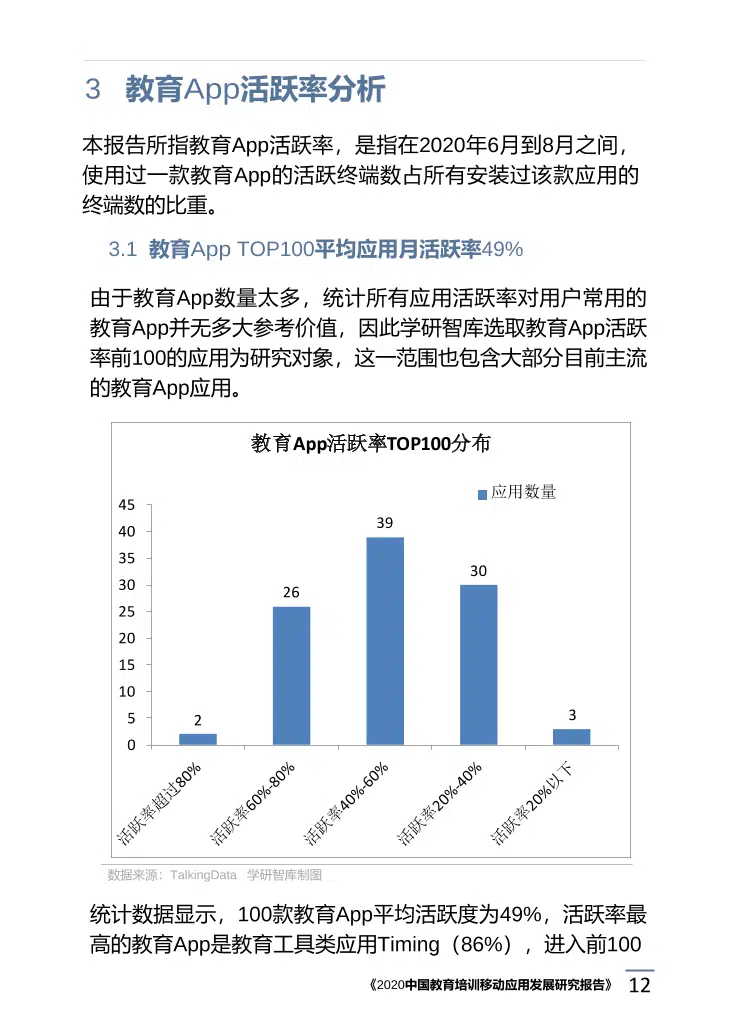 3 教育App活跃率分析
本报告所指教育App活跃率，是指在2020年6月到8月之间，
使用过一款教育App的活跃终端数占所有安装过该款应用的
终端数的比重。
3.1 教育App TOP100平均应用月活跃率49%
由于教育App数量太多，统计所有应用活跃率对用户常用的
教育App并无多大参考价值，因此学研智库选取教育App活跃
率前100的应用为研究对象，这一范围也包含大部分目前主流
的教育App应用。
教育App活跃率TOP100分布
应用数量
45
40
35
30
25
20
15
10
5
0
2
26
39
30
3
活跃率超过80%
活跃率60%-80%
活跃率40%-60%
活跃率20%-40%
活跃率20%以下
数据来源：TalkingData 学研智库制图
统计数据显示，100款教育App平均活跃度为49%，活跃率最
高的教育App是教育工具类应用Timing（86%），进入前100
《2020中国教育培训移动应用发展研究报告》 12